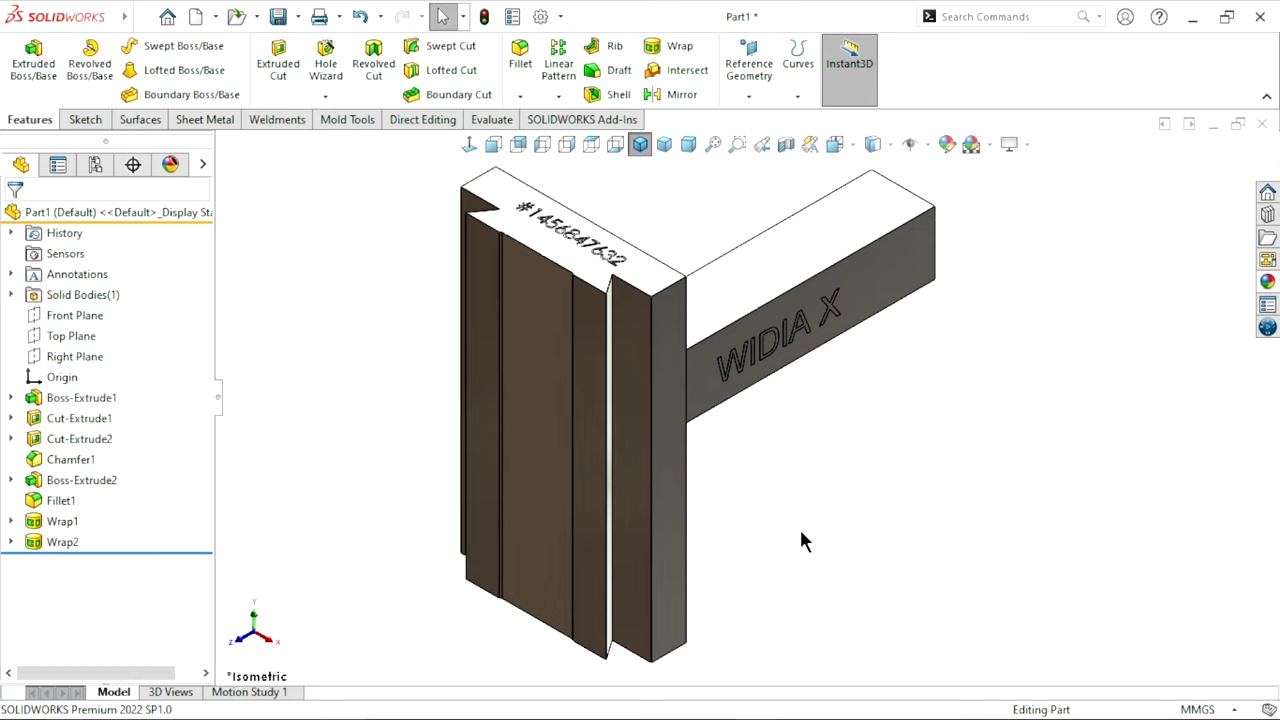 SOLIDWORKS
Part1 *
Search Commands
Extruded Boss/Base
Revolved Boss/Base
Swept Boss/Base
Lofted Boss/Base
Boundary Boss/Base
Extruded Cut
Hole Wizard
Revolved Cut
Swept Cut
Lofted Cut
Boundary Cut
Fillet
Linear Pattern
Rib
Draft
Shell
Wrap
Intersect
Mirror
Reference Geometry
Curves
Instant3D
Features Sketch Surfaces Sheet Metal Weldments Mold Tools Direct Editing Evaluate SOLIDWORKS Add-Ins
Part1 (Default) <<Default>_Display Sta
History
Sensors
Annotations
Solid Bodies(1)
Front Plane
Top Plane
Right Plane
Origin
Boss-Extrude1
Cut-Extrude1
Cut-Extrude2
Chamfer1
Boss-Extrude2
Fillet1
Wrap1
Wrap2
#1456847632
WIDIA X
Y
Z
X
*Isometric
Model 3D Views Motion Study 1
SOLIDWORKS Premium 2022 SP1.0
Editing Part
MMGS